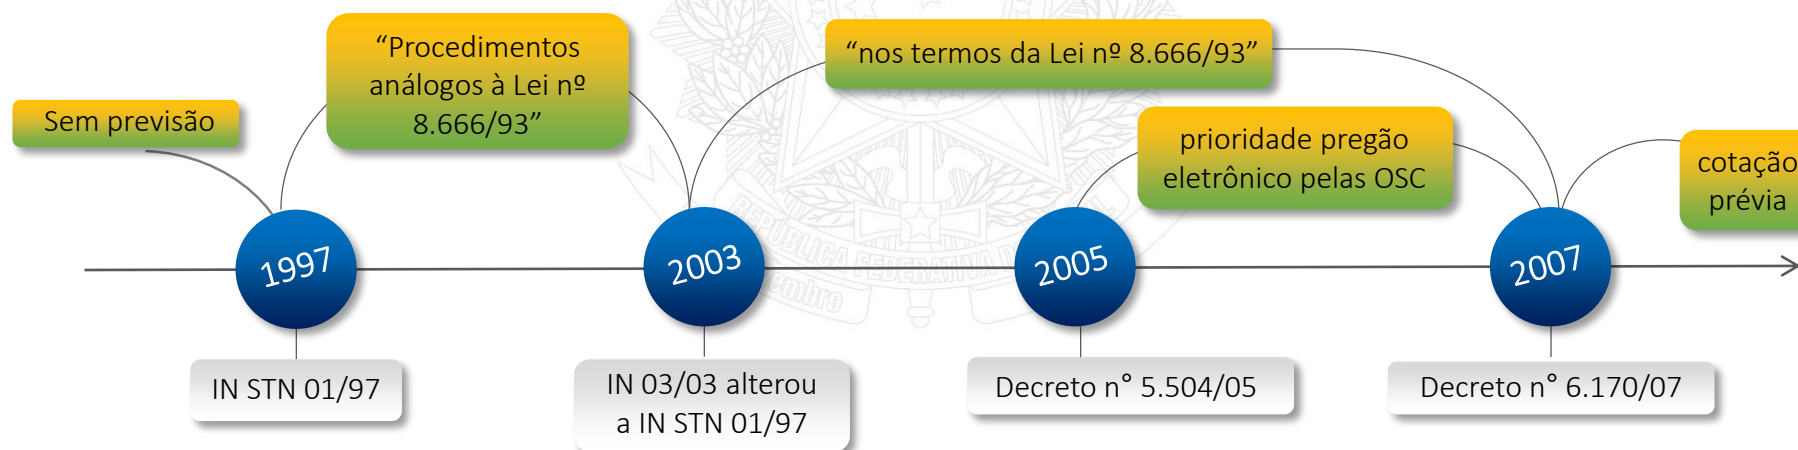 Sem previsão
“Procedimentos
análogos à Lei nº
8.666/93”
“nos termos da Lei nº 8.666/93”
prioridade pregão
eletrônico pelas OSC
cotação
prévia
1997
2003
2005
2007
IN STN 01/97
IN 03/03 alterou
a IN STN 01/97
Decreto n° 5.504/05
Decreto n° 6.170/07
REPÚBLICA FEDERATIVA D